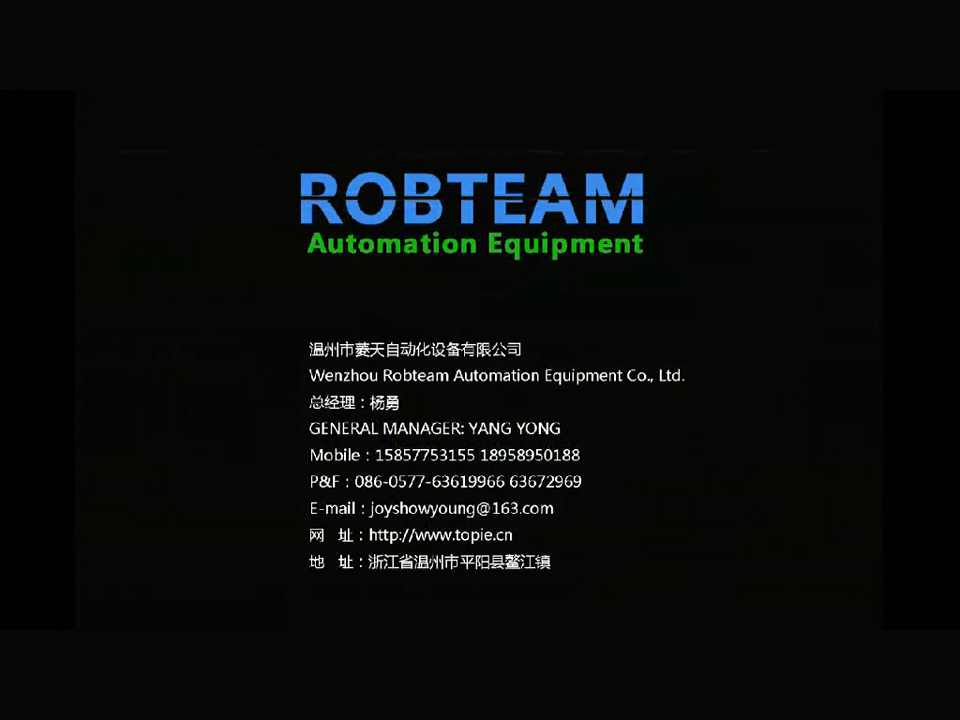 ROBTEAM
Automation Equipment
温州市菱天自动化设备有限公司
Wenzhou Robteam Automation Equipment Co., Ltd.
总经理：杨勇
GENERAL MANAGER: YANG YONG
Mobile : 15857753155 18958950188
P&F : 086-0577-63619966 63672969
E-mail : joyshowyoung@163.com
网 址：http://www.topie.cn
地 址：浙江省温州市平阳县鳌江镇